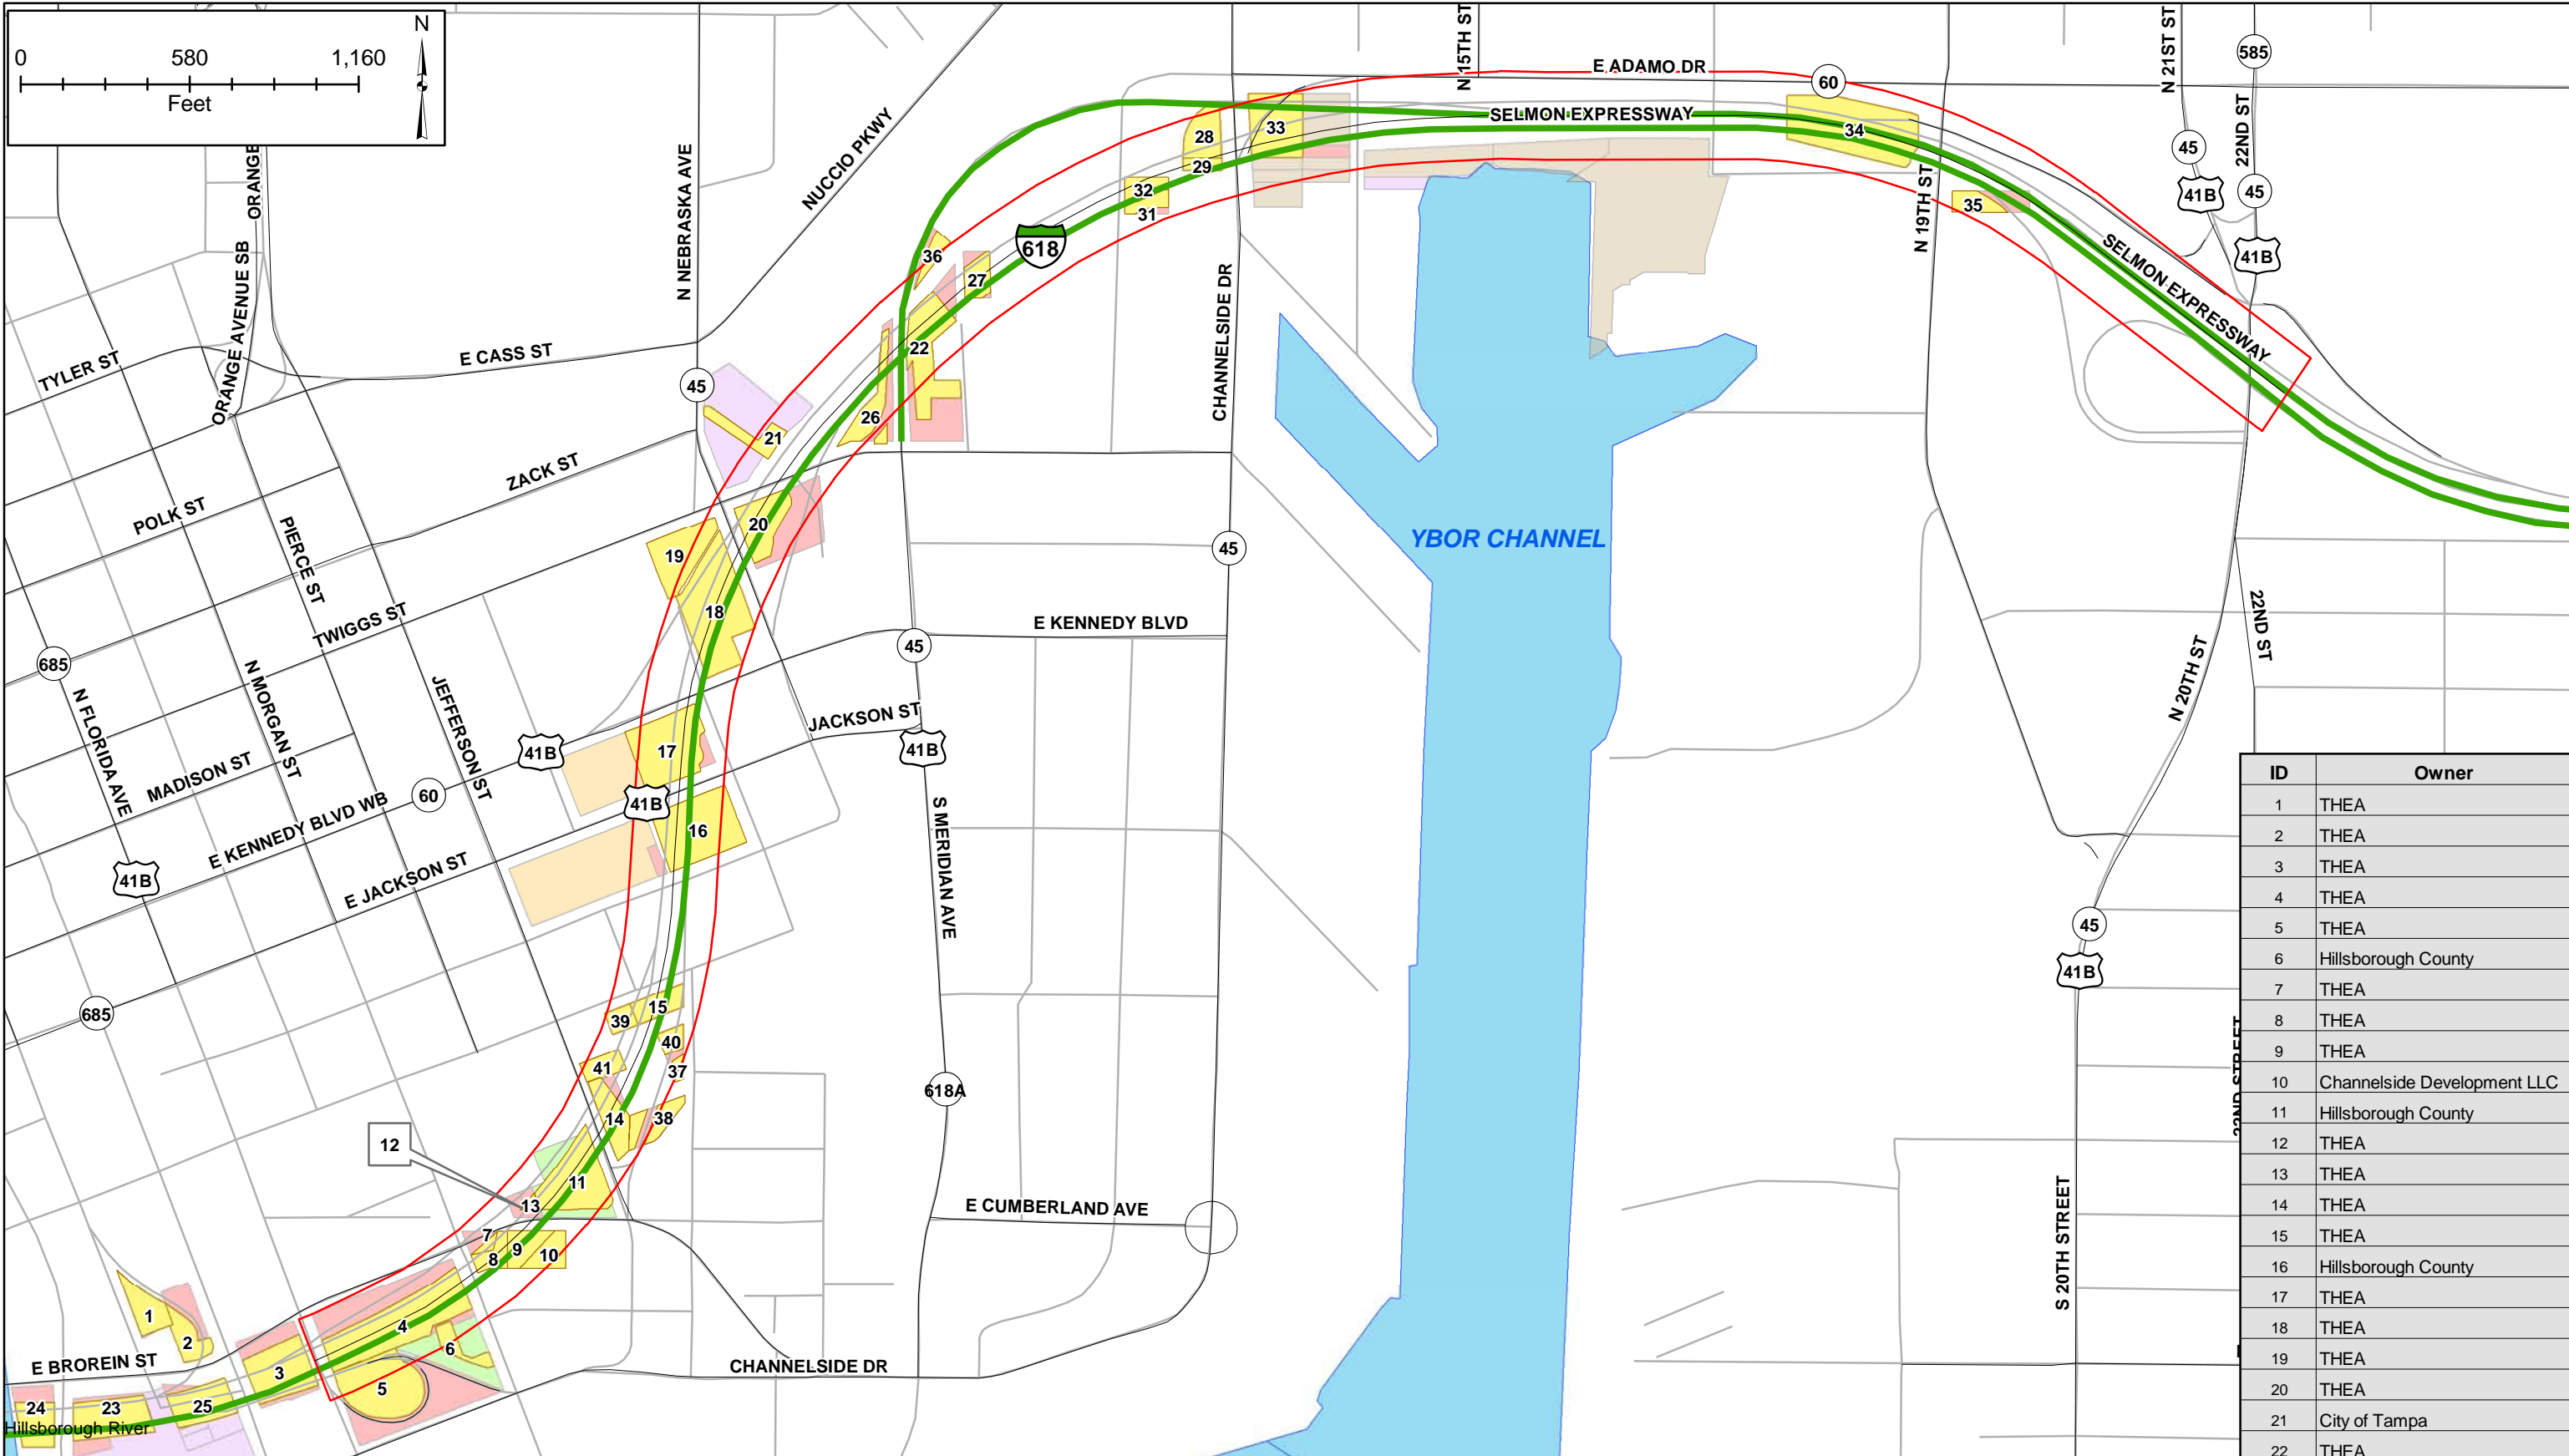 0 580 1,160
Feet
N
N 15TH ST
E ADAMO DR
60
N 21ST ST
585
SELMON EXPRESSWAY
22ND ST
45
41B
45
41B
28
33
34
29
32
31
35
N 19TH ST
SELMON EXPRESSWAY
ORANGE
ORANGE AVENUE SB
N NEBRASKA AVE
NUCCIO PKWY
618
36
27
22
26
CHANNELSIDE DR
TYLER ST
E CASS ST
45
21
ZACK ST
POLK ST
PIERCE ST
20
19
18
YBOR CHANNEL
45
TWIGGS ST
E KENNEDY BLVD
45
685
N FLORIDA AVE
N MORGAN ST
JEFFERSON ST
22ND ST
N 20TH ST
JACKSON ST
41B
41B
17
MADISON ST
60
E KENNEDY BLVD WB
41B
16
S MERIDIAN AVE
41B
E JACKSON ST
45
41B
685
15
39
40
41
37
14
38
618A
12
11
13
E CUMBERLAND AVE
7
8
9
10
S 20TH STREET
22ND STREET
1
2
4
6
E BROREIN ST
3
5
CHANNELSIDE DR
24
23
25
Hillsborough River
ID Owner
1 THEA
2 THEA
3 THEA
4 THEA
5 THEA
6 Hillsborough County
7 THEA
8 THEA
9 THEA
10 Channelside Development LLC
11 Hillsborough County
12 THEA
13 THEA
14 THEA
15 THEA
16 Hillsborough County
17 THEA
18 THEA
19 THEA
20 THEA
21 City of Tampa
22 THEA